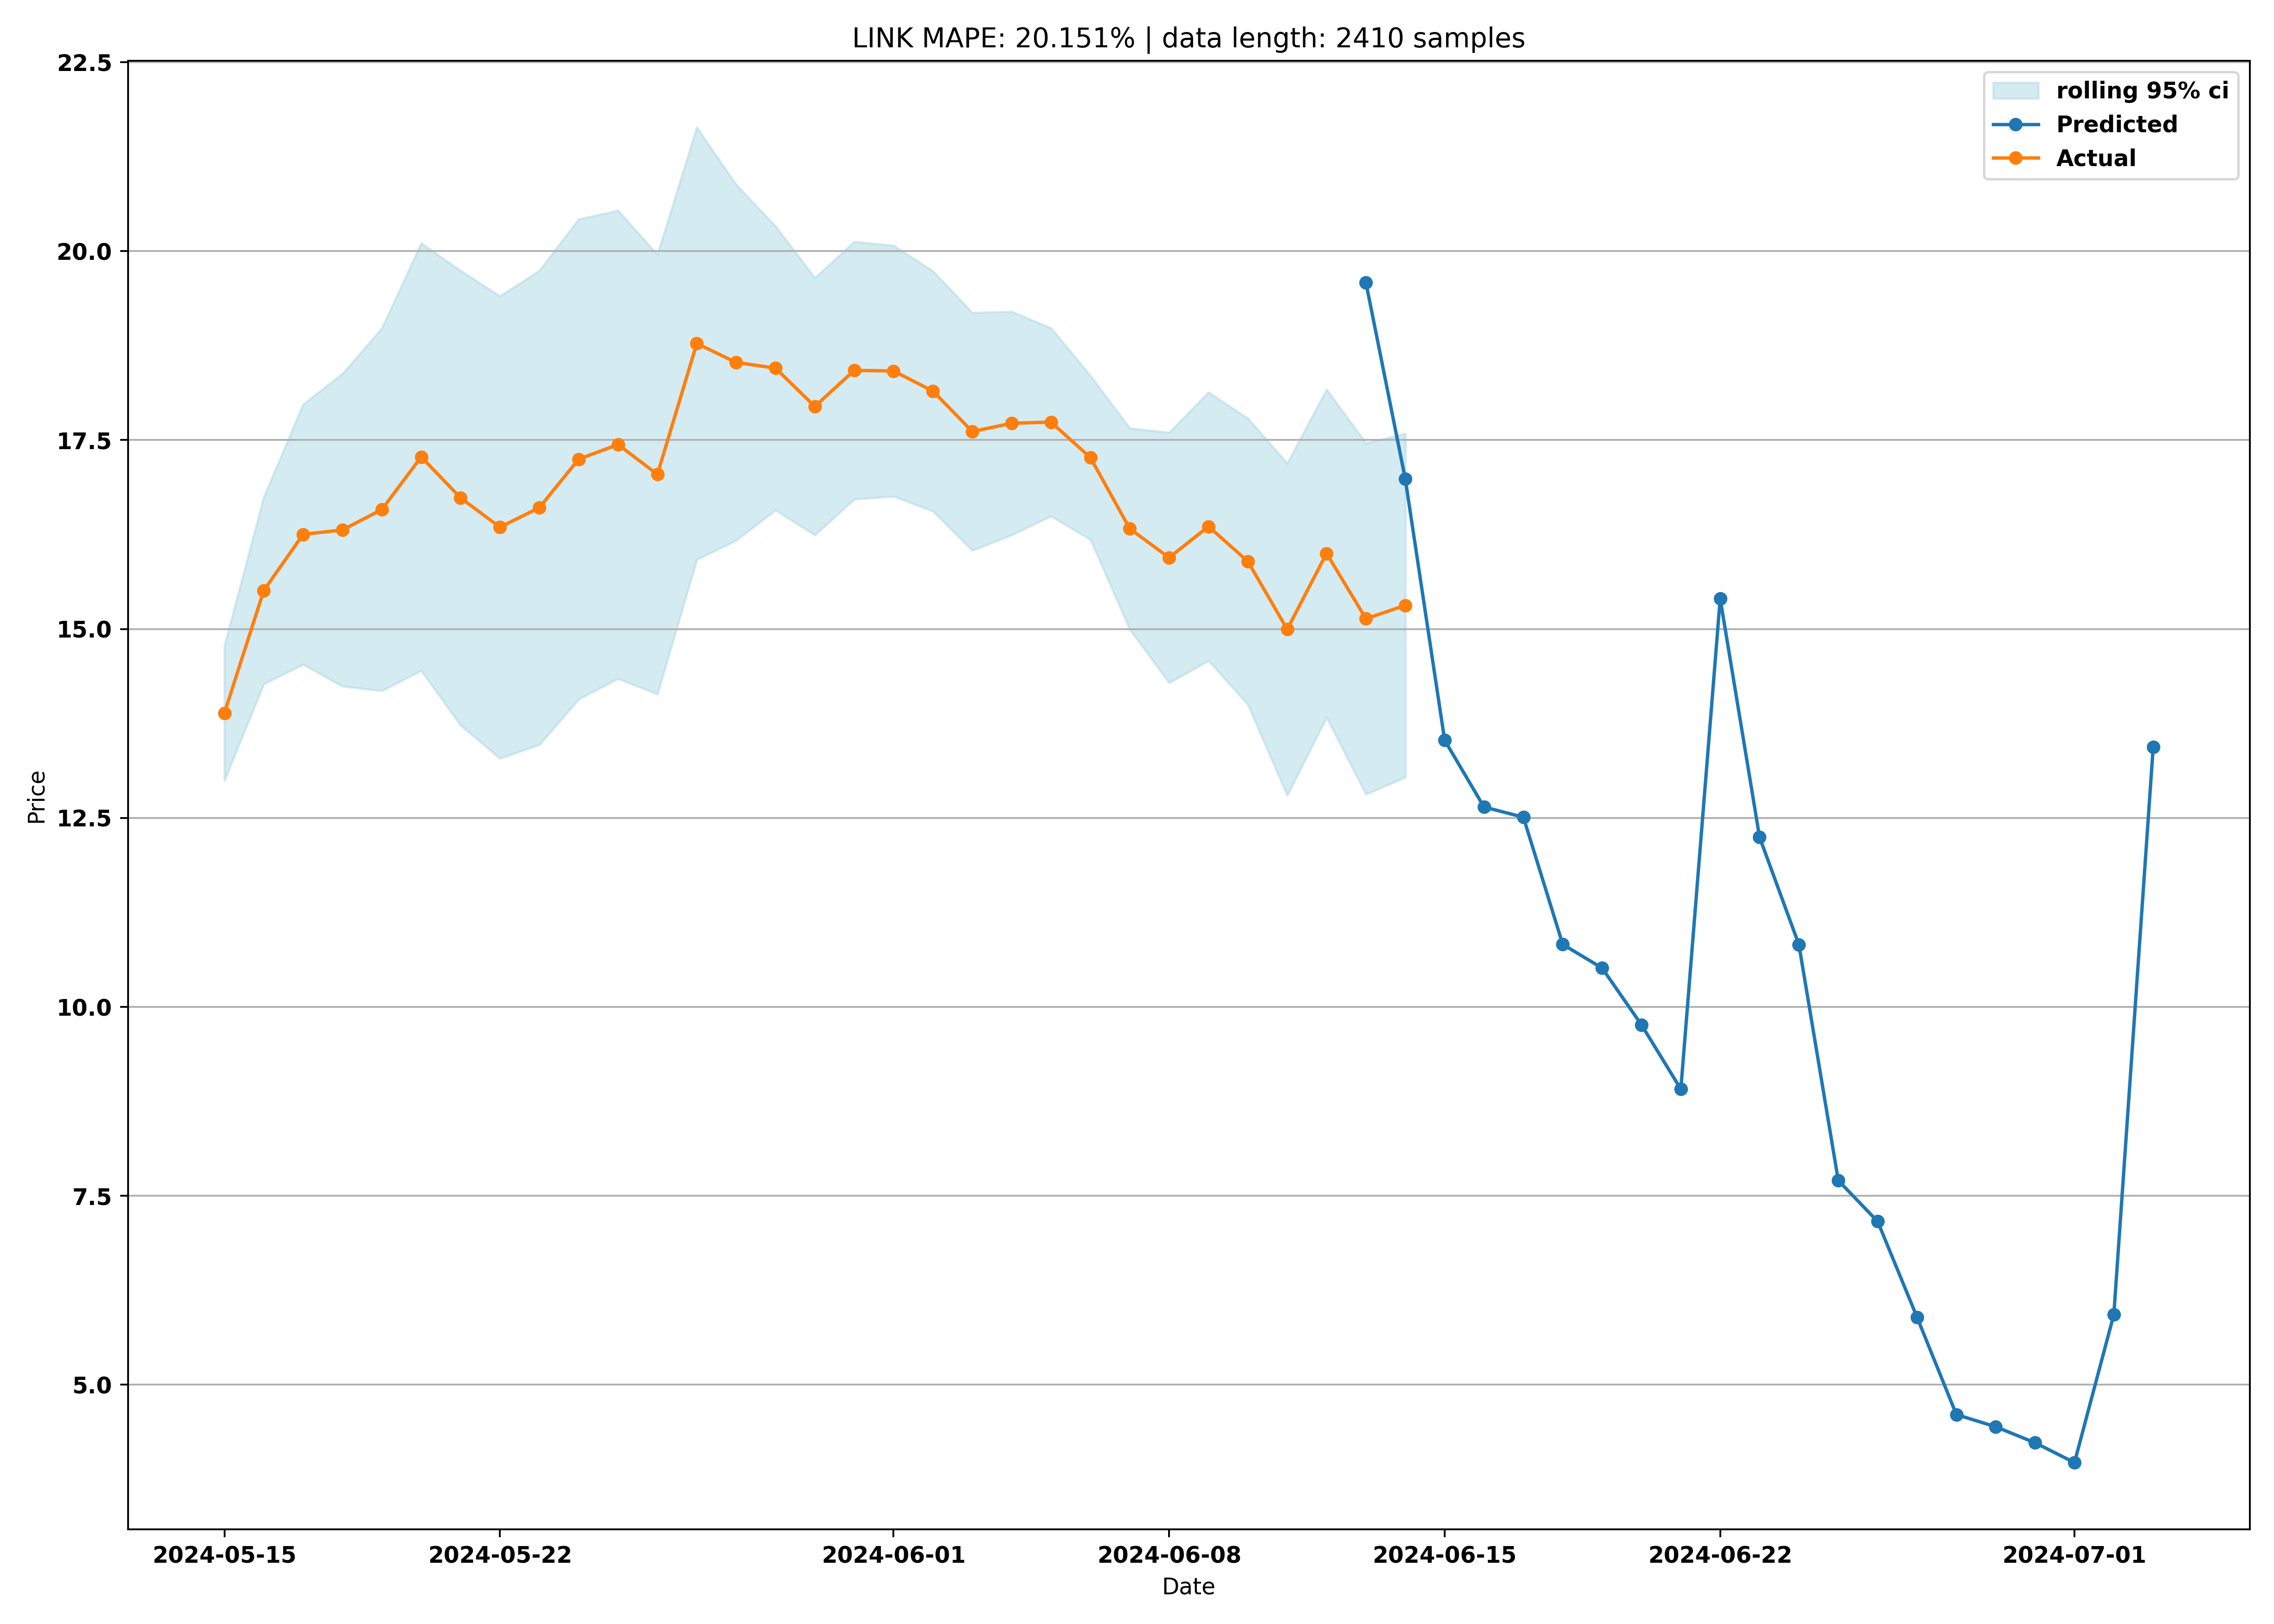 LINK MAPE: 20.151% | data length: 2410 samples
rolling 95% ci
Predicted
Actual
Price
22.5
20.0
17.5
15.0
12.5
10.0
7.5
5.0
2024-05-15 2024-05-22 2024-06-01 2024-06-08 2024-06-15 2024-06-22 2024-07-01
Date